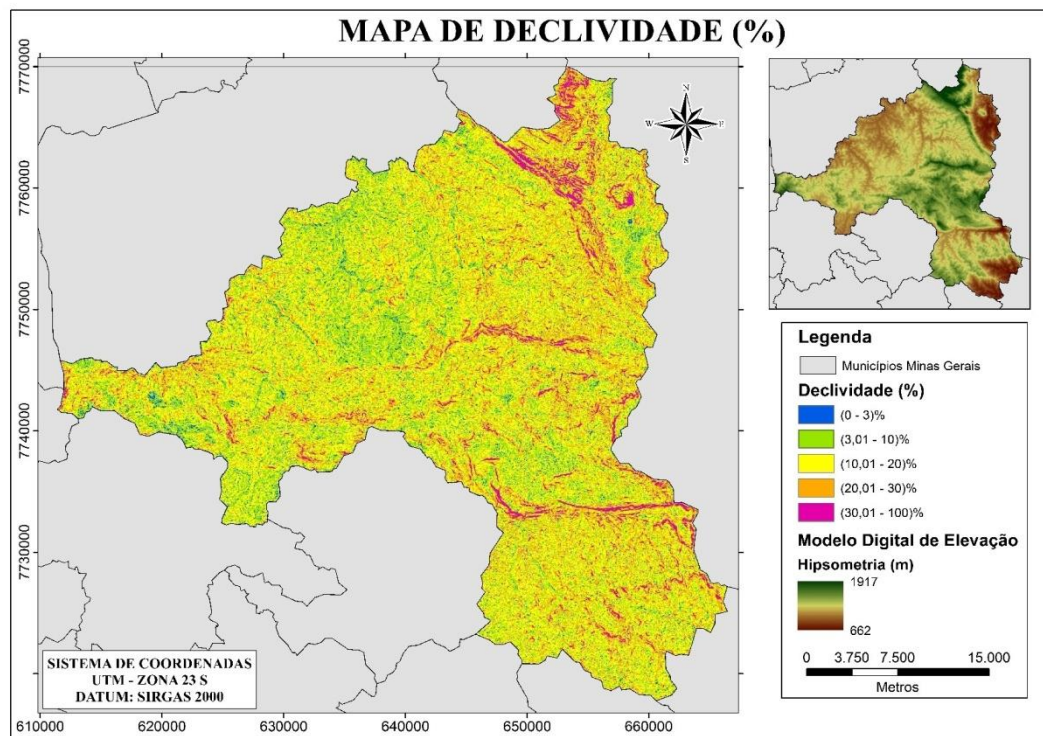 MAPA DE DECLIVIDADE (%)
7770000
7760000
7750000
7740000
7730000
610000
620000
630000
640000
650000
660000
N
W
E
S
SISTEMA DE COORDENADAS
UTM - ZONA 23 S
DATUM: SIRGAS 2000
Legenda
Municípios Minas Gerais
Declividade (%)
(0 - 3)%
(3,01 - 10)%
(10,01 - 20)%
(20,01 - 30)%
(30,01 - 100)%
Modelo Digital de Elevação
Hipsometria (m)
1917
662
0 3.750 7.500 15.000
Metros